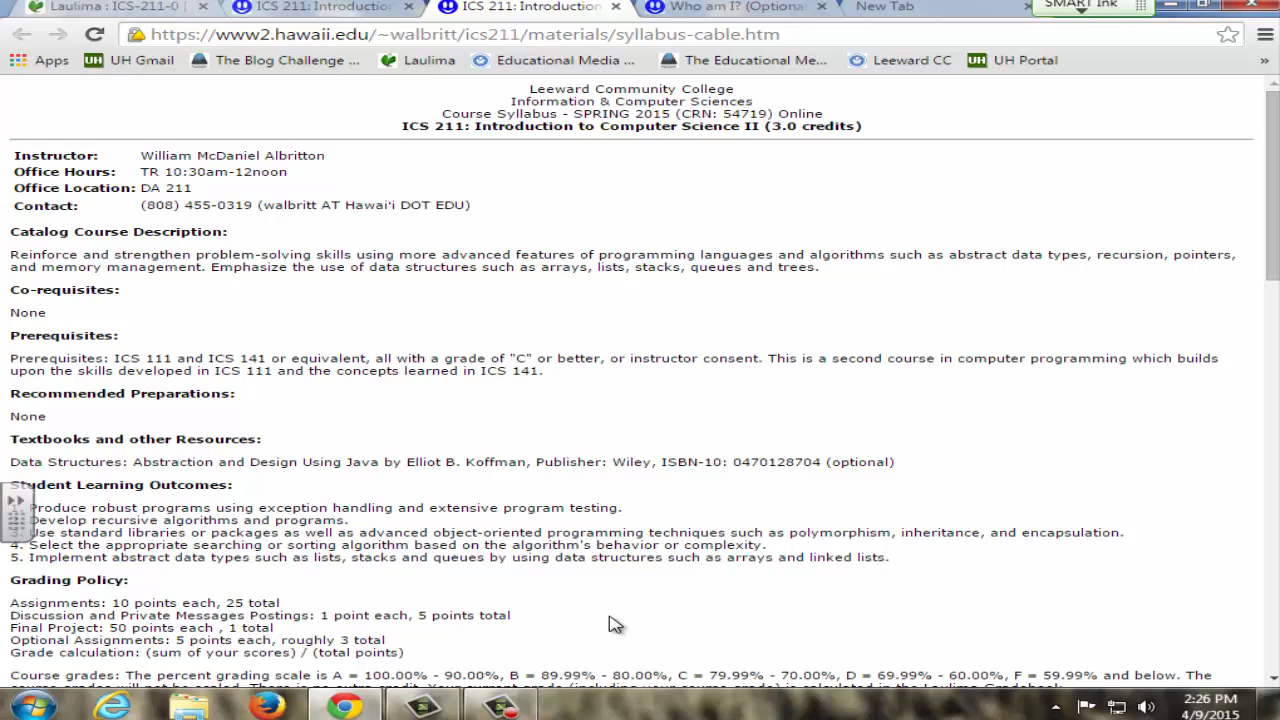 Laulima : ICS-211-0 [
ICS 211: Introduction
ICS 211: Introduction
Who am I? (Optional
New Tab
SMART Ink
https://www2.hawaii.edu/~walbritt/ics211/materials/syllabus-cable.htm
Apps UH Gmail The Blog Challenge ... Laulima Educational Media ... The Educational Me... Leeward CC UH Portal »
Leeward Community College
Information & Computer Sciences
Course Syllabus - SPRING 2015 (CRN: 54719) Online
ICS 211: Introduction to Computer Science II (3.0 credits)
Instructor: William McDaniel Albritton
Office Hours: TR 10:30am-12noon
Office Location: DA 211
Contact: (808) 455-0319 (walbritt AT Hawai'i DOT EDU)
Catalog Course Description:
Reinforce and strengthen problem-solving skills using more advanced features of programming languages and algorithms such as abstract data types, recursion, pointers,
and memory management. Emphasize the use of data structures such as arrays, lists, stacks, queues and trees.
Co-requisites:
None
Prerequisites:
Prerequisites: ICS 111 and ICS 141 or equivalent, all with a grade of "C" or better, or instructor consent. This is a second course in computer programming which builds
upon the skills developed in ICS 111 and the concepts learned in ICS 141.
Recommended Preparations:
None
Textbooks and other Resources:
Data Structures: Abstraction and Design Using Java by Elliot B. Koffman, Publisher: Wiley, ISBN-10: 0470128704 (optional)
Student Learning Outcomes:
1. Produce robust programs using exception handling and extensive program testing.
2. Develop recursive algorithms and programs.
3. Use standard libraries or packages as well as advanced object-oriented programming techniques such as polymorphism, inheritance, and encapsulation.
4. Select the appropriate searching or sorting algorithm based on the algorithm's behavior or complexity.
5. Implement abstract data types such as lists, stacks and queues by using data structures such as arrays and linked lists.
Grading Policy:
Assignments: 10 points each, 25 total
Discussion and Private Messages Postings: 1 point each, 5 points total
Final Project: 50 points each , 1 total
Optional Assignments: 5 points each, roughly 3 total
Grade calculation: (sum of your scores) / (total points)
Course grades: The percent grading scale is A = 100.00% - 90.00%, B = 89.99% - 80.00%, C = 79.99% - 70.00%, D = 69.99% - 60.00%, F = 59.99% and below. The
2:26 PM
4/9/2015